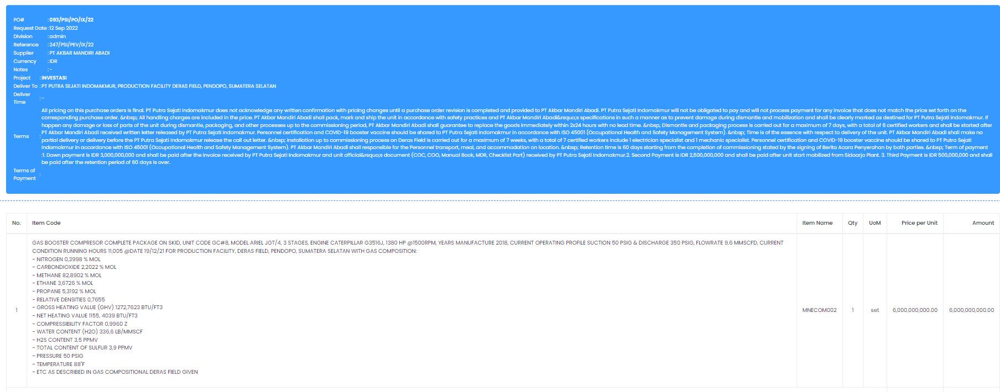 PO# : 093/PSI/PO/IX/22
Request Date : 12 Sep 2022
Division : admin
Reference : 247/PSI/PEV/IX/22
Supplier : PT AKBAR MANDIRI ABADI
Currency : IDR
Notes : -
Project : INVESTASI
Deliver To : PT PUTRA SEJATI INDOMAKMUR, PRODUCTION FACILITY DERAS FIELD, PENDOPO, SUMATERA SELATAN
Deliver
Time : -
All pricing on this purchase orders is final. PT Putra Sejati Indomakmur does not acknowledge any written confirmation with pricing changes until a purchase order revision is completed and provided to PT Akbar Mandiri Abadi. PT Putra Sejati Indomakmur will not be obligated to pay and will not process payment for any invoice that does not match the price set forth on the
corresponding purchase order. &nbsp; All handling charges are included in the price. PT Akbar Mandiri Abadi shall pack, mark and ship the unit in accordance with safety practices and PT Akbar Mandiri Abadi&rsquo;s specifications in such a manner as to prevent damage during dismantle and mobilization and shall be clearly marked as destined for PT Putra Sejati Indomakmur. If
happen any damage or loss of parts of the unit during dismantle, packaging, and other processes up to the commissioning period, PT Akbar Mandiri Abadi shall guarantee to replace the goods immediately within 2x24 hours with no lead time. &nbsp; Dismantle and packaging process is carried out for a maximum of 7 days, with a total of 6 certified workers and shall be started after
PT Akbar Mandiri Abadi received written letter released by PT Putra Sejati Indomakmur. Personnel certification and COVID-19 booster vaccine should be shared to PT Putra Sejati Indomakmur in accordance with ISO 45001 (Occupational Health and Safety Management System). &nbsp; Time is of the essence with respect to delivery of the unit. PT Akbar Mandiri Abadi shall make no
Terms :
partial delivery or delivery before the PT Putra Sejati Indomakmur release the call out letter. &nbsp; Installation up to commissioning process on Deras Field is carried out for a maximum of 7 weeks, with a total of 7 certified workers include 1 electrician specialist and 1 mechanic specialist. Personnel certification and COVID-19 booster vaccine should be shared to PT Putra Sejati
Indomakmur in accordance with ISO 45001 (Occupational Health and Safety Management System). PT Akbar Mandiri Abadi shall responsible for the Personnel transport, meal, and accommodation on location. &nbsp; Retention time is 60 days starting from the completion of commissioning stated by the signing of Berita Acara Penyerahan by both parties. &nbsp; Term of payment
:1. Down payment is IDR 3,000,000,000 and shall be paid after the invoice received by PT Putra Sejati Indomakmur and unit official&rsquo;s document (COC, COO, Manual Book, MDR, Checklist Part) received by PT Putra Sejati Indomakmur.2. Second Payment is IDR 2,500,000,000 and shall be paid after unit start mobilized from Sidoarjo Plant. 3. Third Payment is IDR 500,000,000 and shall
be paid after the retention period of 60 days is over.
Terms of
Payment :
No. Item Code Item Name Qty UoM Price per Unit Amount
GAS BOOSTER COMPRESOR COMPLETE PACKAGE ON SKID, UNIT CODE GC#8, MODEL ARIEL JGT/4, 3 STAGES, ENGINE CATERPILLAR G3516J, 1380 HP @1500RPM, YEARS MANUFACTURE 2018, CURRENT OPERATING PROFILE SUCTION 50 PSIG & DISCHARGE 350 PSIG, FLOWRATE 9.6 MMSCFD, CURRENT
CONDITION RUNNING HOURS 11,005 @DATE 19/12/21 FOR PRODUCTION FACILITY, DERAS FIELD, PENDOPO, SUMATERA SELATAN WITH GAS COMPOSITION:
- NITROGEN 0,3998 % MOL
- CARBONDIOXIDE 2,2022 % MOL
- METHANE 82,8902 % MOL
- ETHANE 3,6726 % MOL
- PROPANE 5,3192 % MOL
- RELATIVE DENSITIES 0,7655
- GROSS HEATING VALUE (GHV) 1272,7623 BTU/FT3
1 MNECOM002 1 set 6,000,000,000.00 6,000,000,000.00
- NET HEATING VALUE 1155, 4039 BTU/FT3
- COMPRESSIBILITY FACTOR 0,9960 Z
- WATER CONTENT (H2O) 336,6 LB/MMSCF
- H2S CONTENT 3,5 PPMV
- TOTAL CONTENT OF SULFUR 3,9 PPMV
- PRESSURE 50 PSIG
- TEMPERATURE 88°F
- ETC AS DESCRIBED IN GAS COMPOSITIONAL DERAS FIELD GIVEN